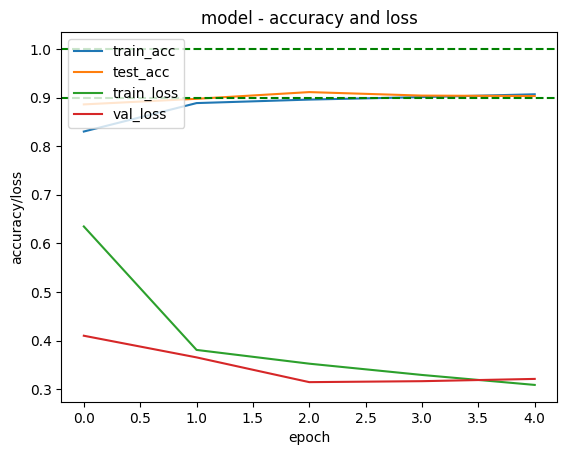 model - accuracy and loss
train_acc
test_acc
train_loss
val_loss
accuracy/loss
1.0
0.9
0.8
0.7
0.6
0.5
0.4
0.3
0.0 0.5 1.0 1.5 2.0 2.5 3.0 3.5 4.0
epoch